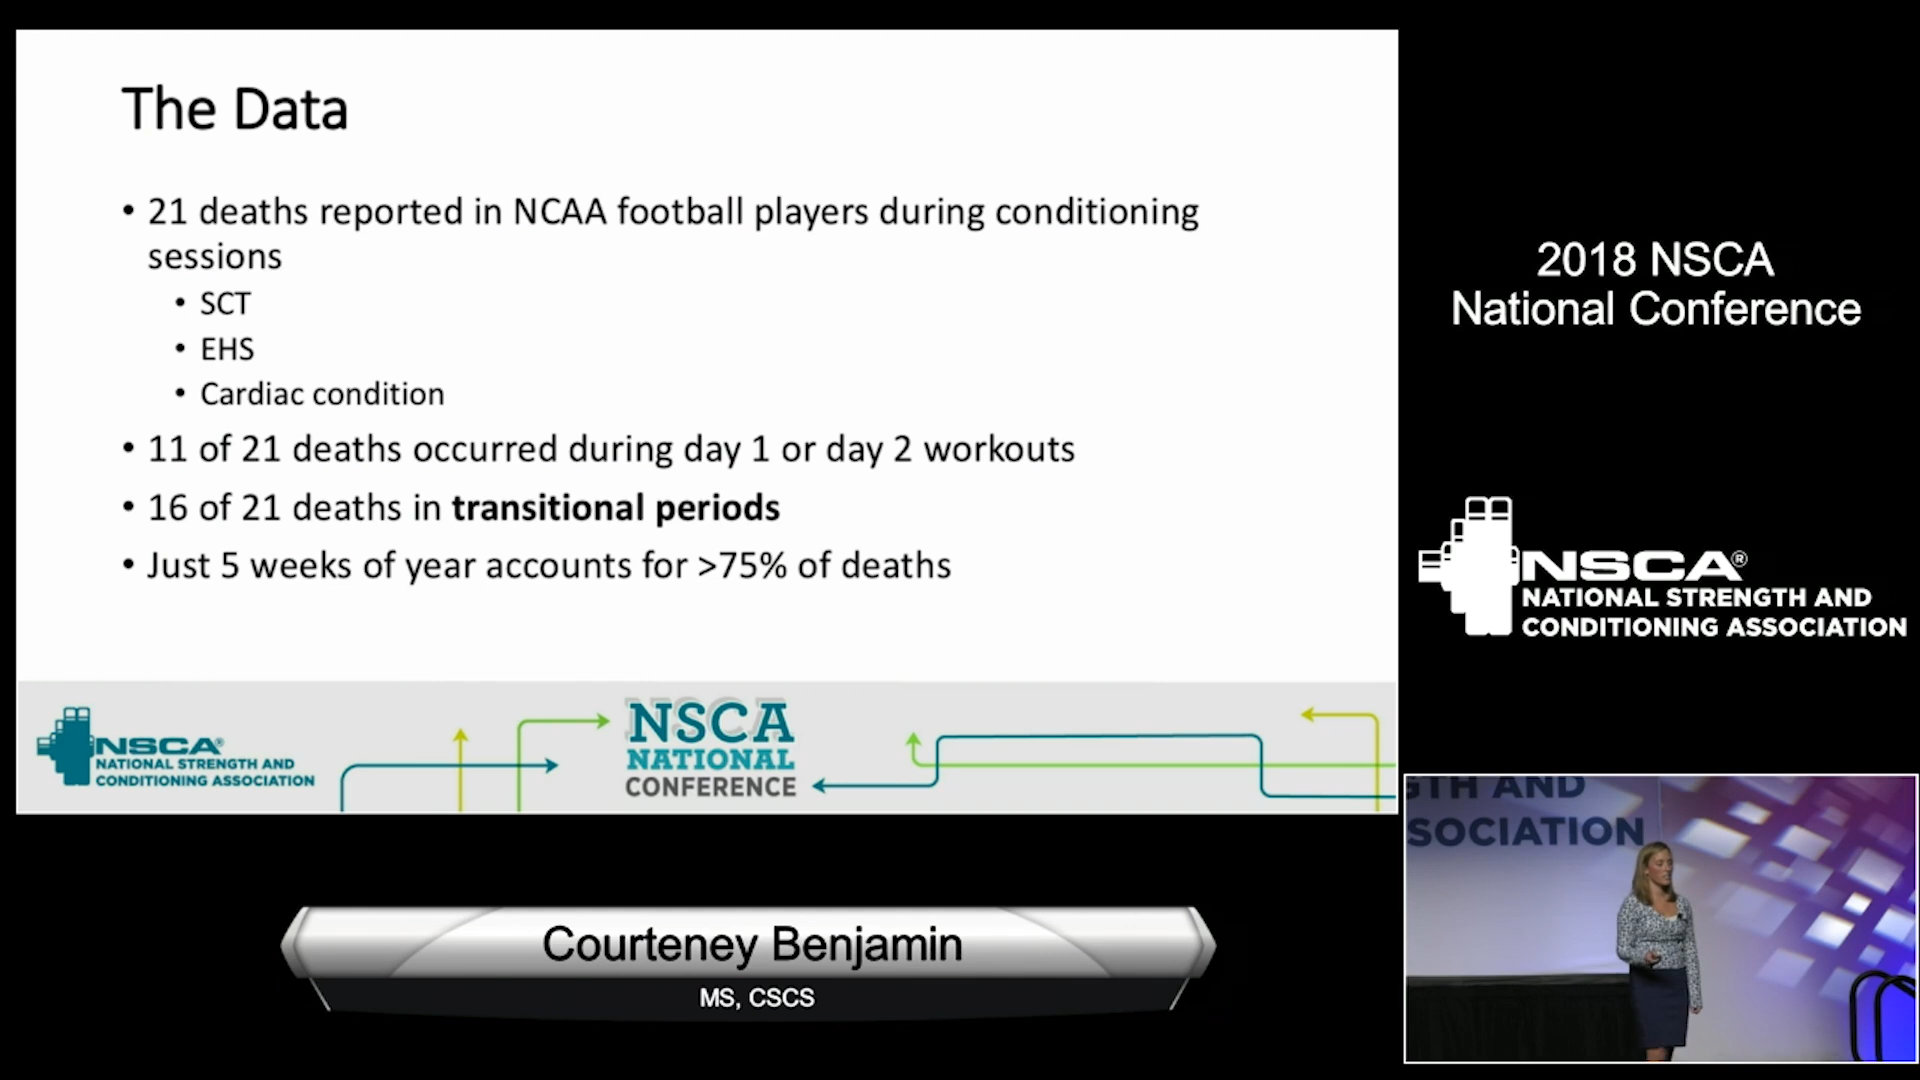 The Data
• 21 deaths reported in NCAA football players during conditioning
sessions
• SCT
• EHS
• Cardiac condition
• 11 of 21 deaths occurred during day 1 or day 2 workouts
• 16 of 21 deaths in transitional periods
• Just 5 weeks of year accounts for >75% of deaths
NSCA®
NATIONAL STRENGTH AND
CONDITIONING ASSOCIATION
NSCA
NATIONAL
CONFERENCE
2018 NSCA
National Conference
NSCA®
NATIONAL STRENGTH AND
CONDITIONING ASSOCIATION
GTH AND
SOCIATION
Courteney Benjamin
MS, CSCS